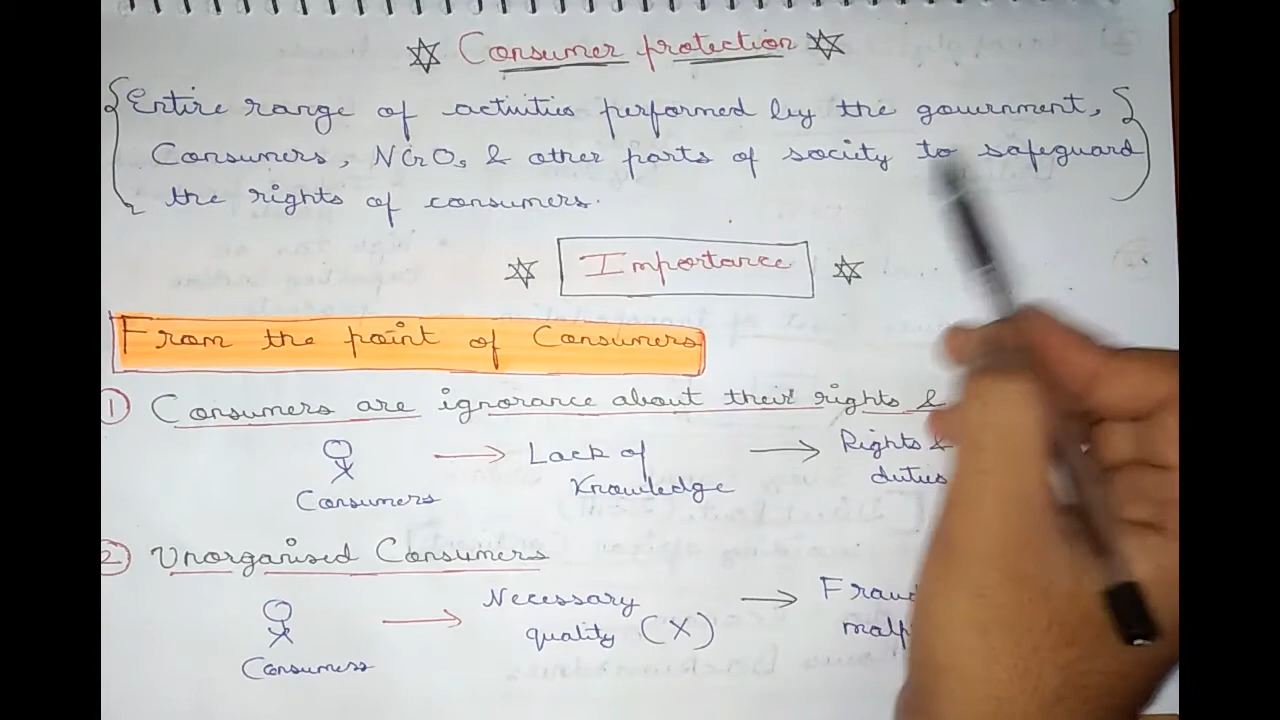 Consumer protection
Entire range of activities performed by the government,
Consumers, NGOs & other parts of society to safeguard
the rights of consumers.
Importance
From the point of Consumers
1 Consumers are ignorance about their rights &
Lack of Knowledge
Rights & duties
Consumers
2 Unorganised Consumers
Necessary quality (X)
Consumess